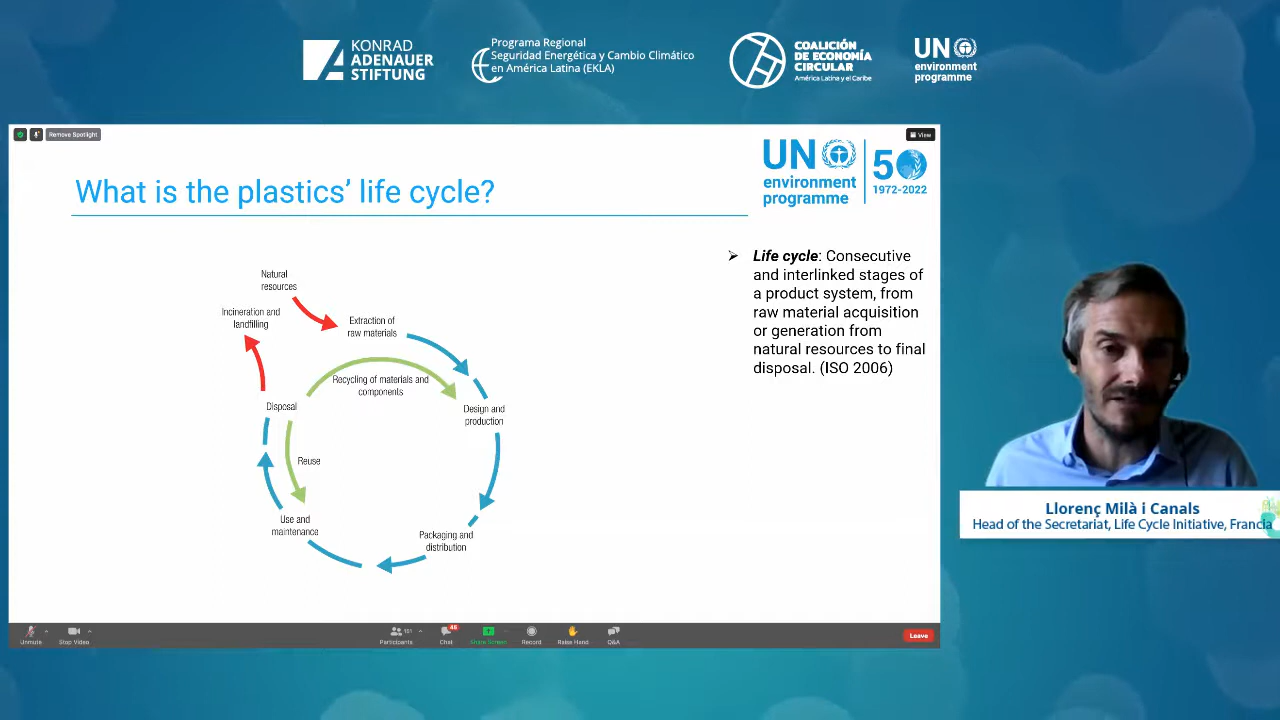 KONRAD
ADENAUER
STIFTUNG
Programa Regional
Seguridad Energética y Cambio Climático
en América Latina (EKLA)
COALICIÓN
DE ECONOMÍA
CIRCULAR
América Latina y el Caribe
UN
environment
programme
Remove Spotlight
View
UN
environment
programme
50
1972-2022
What is the plastics’ life cycle?
Natural
resources
Incineration and
landfilling
Extraction of
raw materials
Recycling of materials and
components
Disposal
Design and
production
Reuse
Use and
maintenance
Packaging and
distribution
Life cycle: Consecutive
and interlinked stages of
a product system, from
raw material acquisition
or generation from
natural resources to final
disposal. (ISO 2006)
Llorenç Milà i Canals
Head of the Secretariat, Life Cycle Initiative, Francia
Unmute
Stop Video
Participants
Chat
Share Screen
Record
Raise Hand
Q&A
Leave